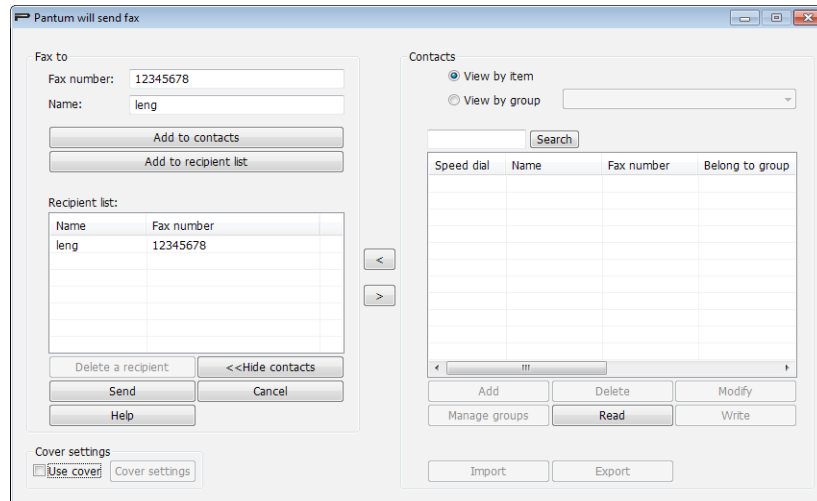 Pantum will send fax
Fax to
Fax number: 12345678
Name: leng
Add to contacts
Add to recipient list
Recipient list:
Name Fax number
leng 12345678
Delete a recipient <<Hide contacts
Send Cancel
Help
Cover settings
Use cover Cover settings
<
>
Contacts
View by item
View by group
Search
Speed dial Name Fax number Belong to group
Add Delete Modify
Manage groups Read Write
Import Export